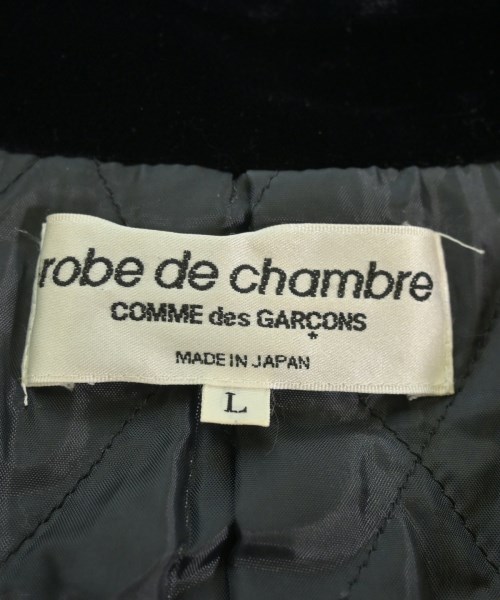 robe de chambre
COMME des GARÇONS
*
MADE IN JAPAN
L